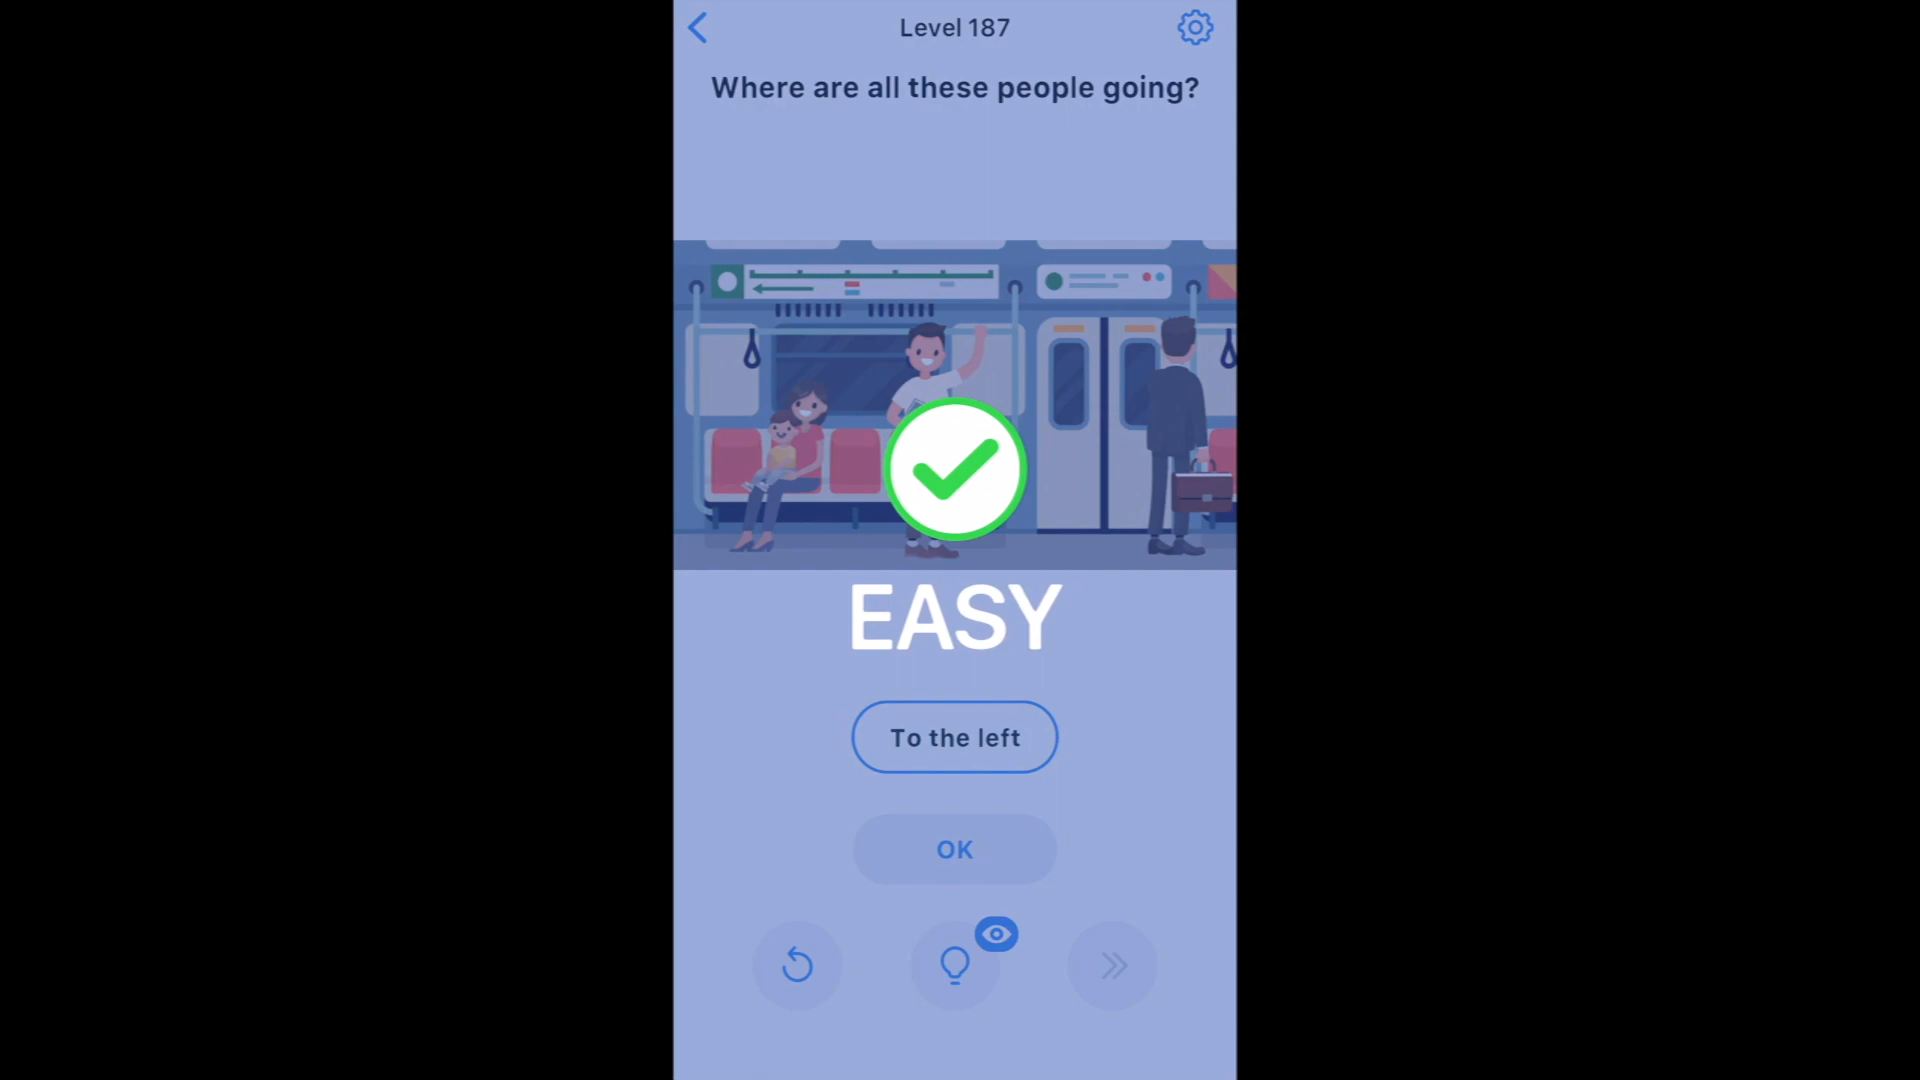 Level 187
Where are all these people going?
EASY
To the left
OK